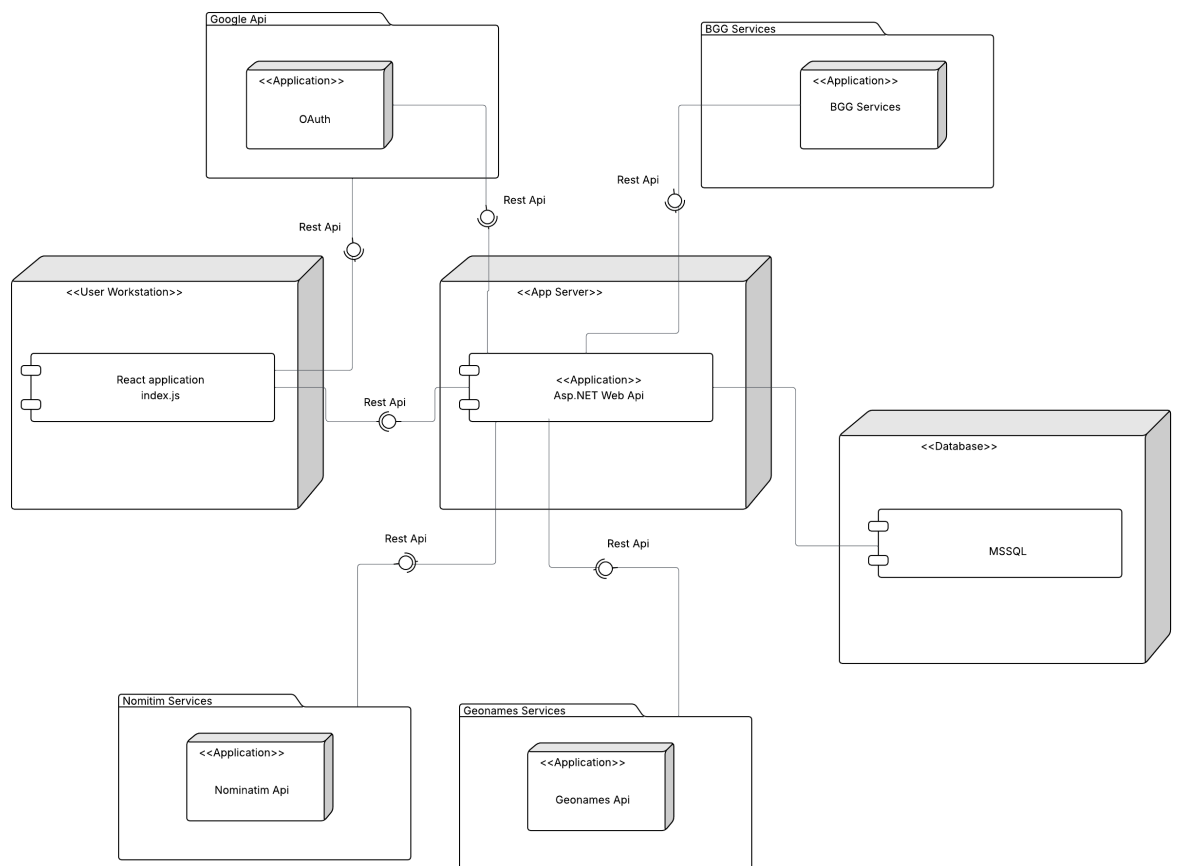 Google Api
<<Application>>
OAuth
BGG Services
<<Application>>
BGG Services
Rest Api
Rest Api
Rest Api
<<User Workstation>>
React application
index.js
Rest Api
<<App Server>>
<<Application>>
Asp.NET Web Api
<<Database>>
MSSQL
Rest Api
Rest Api
Nomitim Services
<<Application>>
Nominatim Api
Geonames Services
<<Application>>
Geonames Api